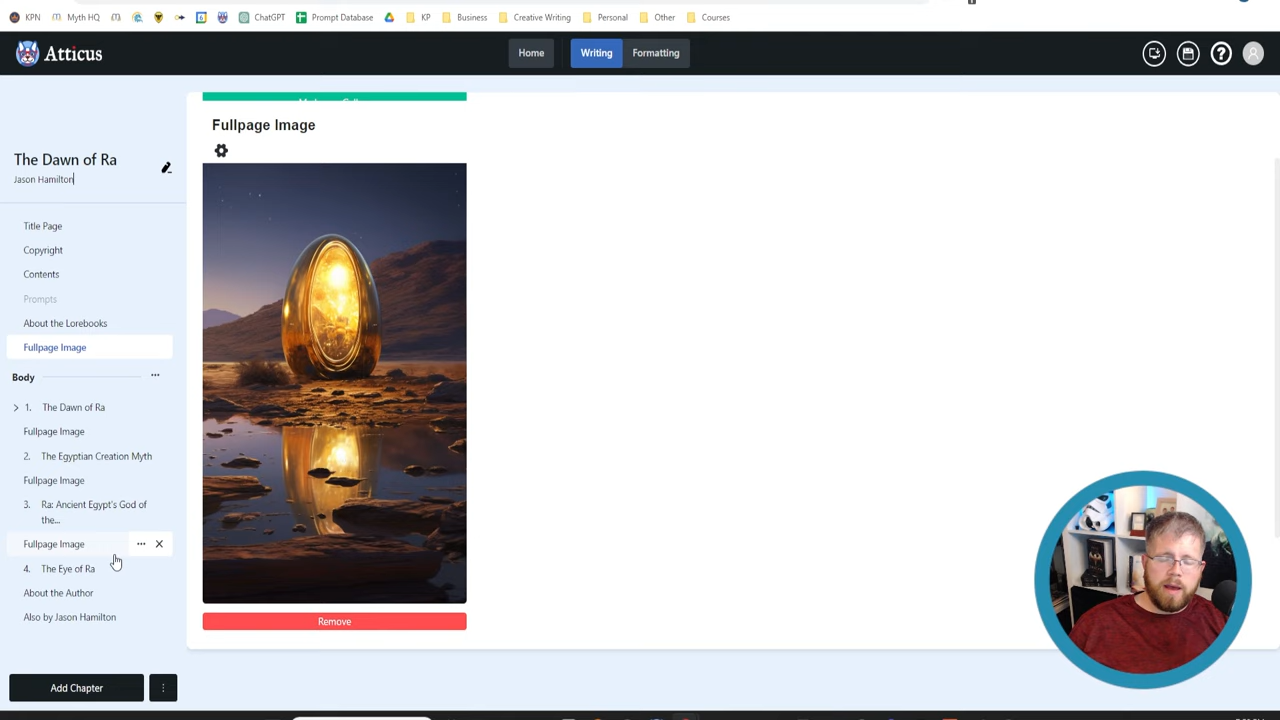 KPN
Myth HQ
ChatGPT
Prompt Database
KP
Business
Creative Writing
Personal
Other
Courses
Atticus
Home
Writing
Formatting
The Dawn of Ra
Jason Hamilton
Title Page
Copyright
Contents
Prompts
About the Lorebooks
Fullpage Image
Body
1. The Dawn of Ra
Fullpage Image
2. The Egyptian Creation Myth
Fullpage Image
3. Ra: Ancient Egypt's God of
the...
Fullpage Image
4. The Eye of Ra
About the Author
Also by Jason Hamilton
Add Chapter
Fullpage Image
Remove